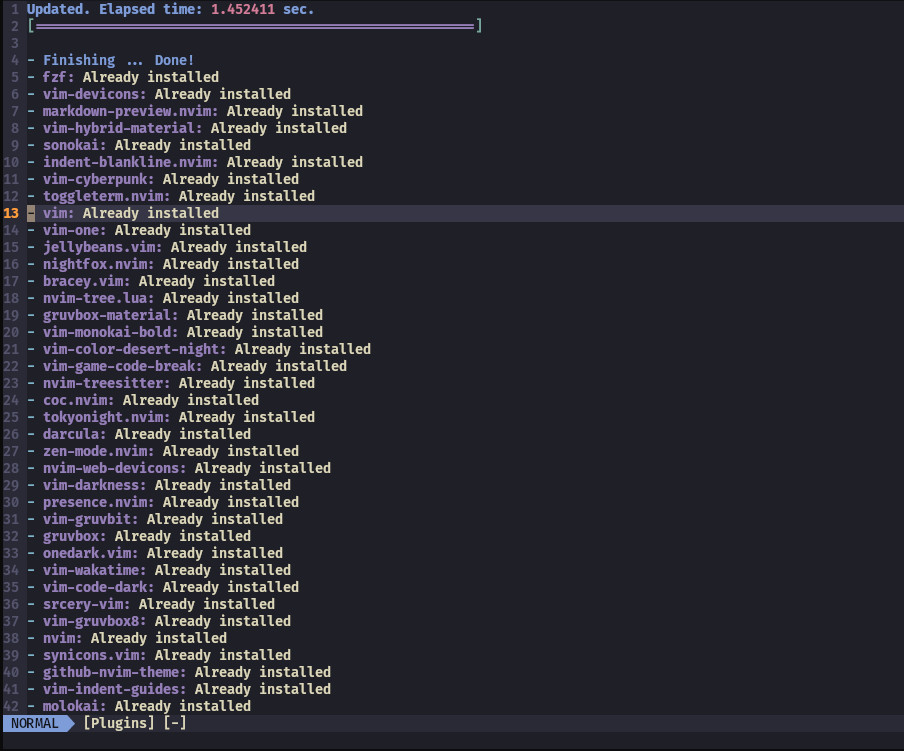 1 Updated. Elapsed time: 1.452411 sec.
2 [=======================================================]
3
4 - Finishing ... Done!
5 - fzf: Already installed
6 - vim-devicons: Already installed
7 - markdown-preview.nvim: Already installed
8 - vim-hybrid-material: Already installed
9 - sonokai: Already installed
10 - indent-blankline.nvim: Already installed
11 - vim-cyberpunk: Already installed
12 - toggleterm.nvim: Already installed
13 - vim: Already installed
14 - vim-one: Already installed
15 - jellybeans.vim: Already installed
16 - nightfox.nvim: Already installed
17 - bracey.vim: Already installed
18 - nvim-tree.lua: Already installed
19 - gruvbox-material: Already installed
20 - vim-monokai-bold: Already installed
21 - vim-color-desert-night: Already installed
22 - vim-game-code-break: Already installed
23 - nvim-treesitter: Already installed
24 - coc.nvim: Already installed
25 - tokyonight.nvim: Already installed
26 - darcula: Already installed
27 - zen-mode.nvim: Already installed
28 - nvim-web-devicons: Already installed
29 - vim-darkness: Already installed
30 - presence.nvim: Already installed
31 - vim-gruvbit: Already installed
32 - gruvbox: Already installed
33 - onedark.vim: Already installed
34 - vim-wakatime: Already installed
35 - vim-code-dark: Already installed
36 - srcery-vim: Already installed
37 - vim-gruvbox8: Already installed
38 - nvim: Already installed
39 - synicons.vim: Already installed
40 - github-nvim-theme: Already installed
41 - vim-indent-guides: Already installed
42 - molokai: Already installed
NORMAL [Plugins] [-]